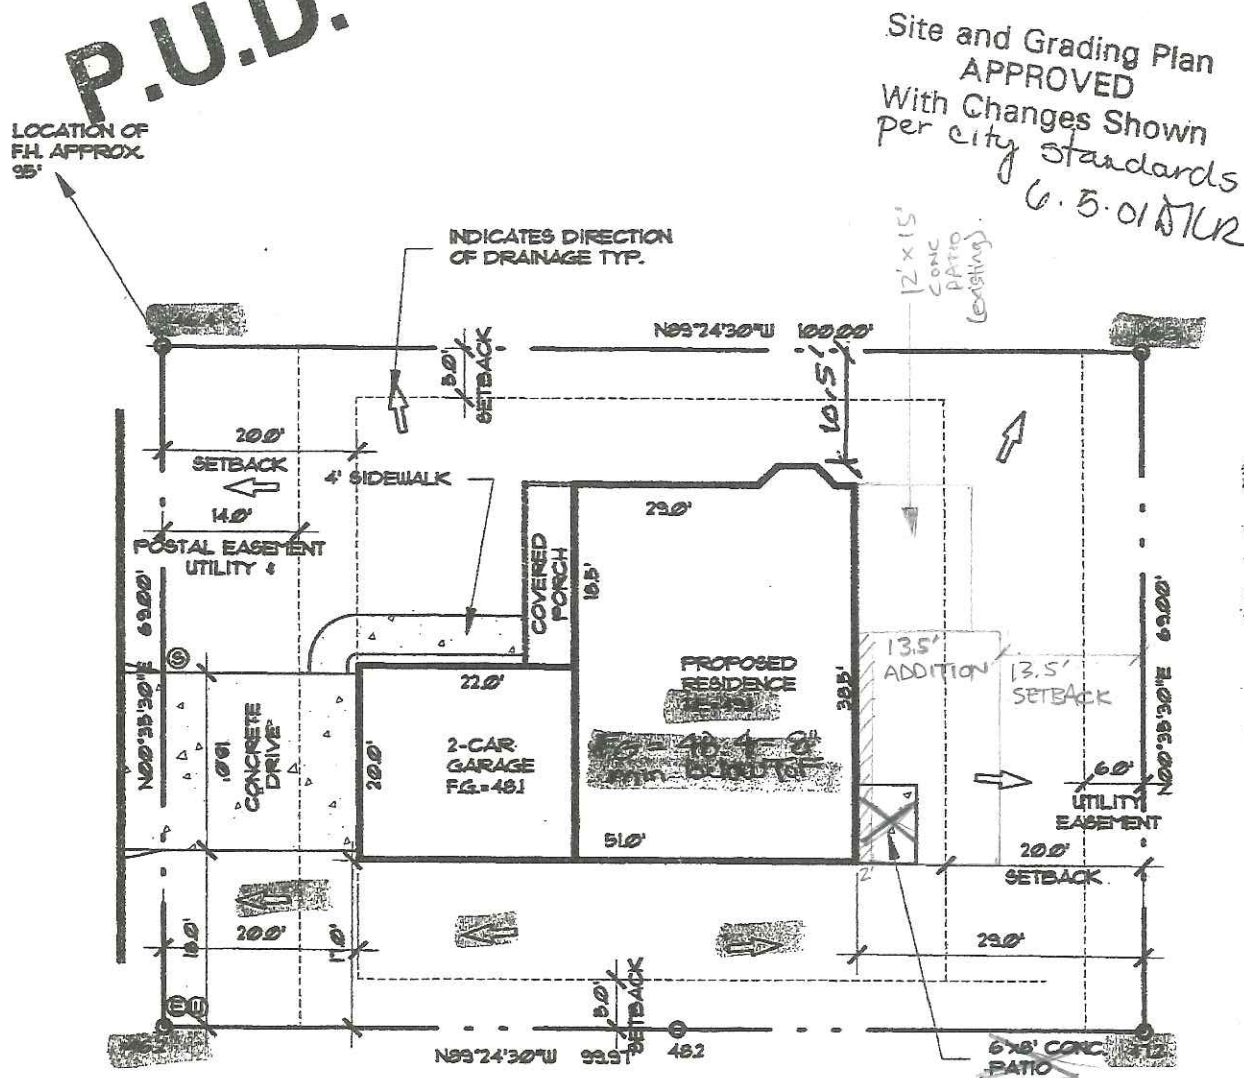 P.U.D.
Site and Grading Plan
APPROVED
With Changes Shown
per city standards
6.5.01
LOCATION OF
F.H. APPROX.
95'
INDICATES DIRECTION
OF DRAINAGE TYP.
12' x 15'
CONC
PATIO
(existing).
N89°24'30"W 100.00'
5.0'
SETBACK
10.5'
20.0'
SETBACK
4' SIDEWALK
14.0'
POSTAL EASEMENT
UTILITY &
29.0'
COVERED
PORCH
18.5'
N00°35'30"E 69.00'
N00°35'30"E 69.00'
S
PROPOSED
RESIDENCE
38.5'
13.5'
ADDITION
13.5'
SETBACK
22.0'
2-CAR
GARAGE
F.G.=48.1
20.0'
CONCRETE
DRIVE
min below TOF
6.0'
UTILITY
EASEMENT
51.0'
2'
20.0'
SETBACK
18.0'
20.0'
17.0'
29.0'
5.0'
SETBACK
N89°24'30"W 99.97'
48.2
6'x8' CONC.
PATIO
47.2